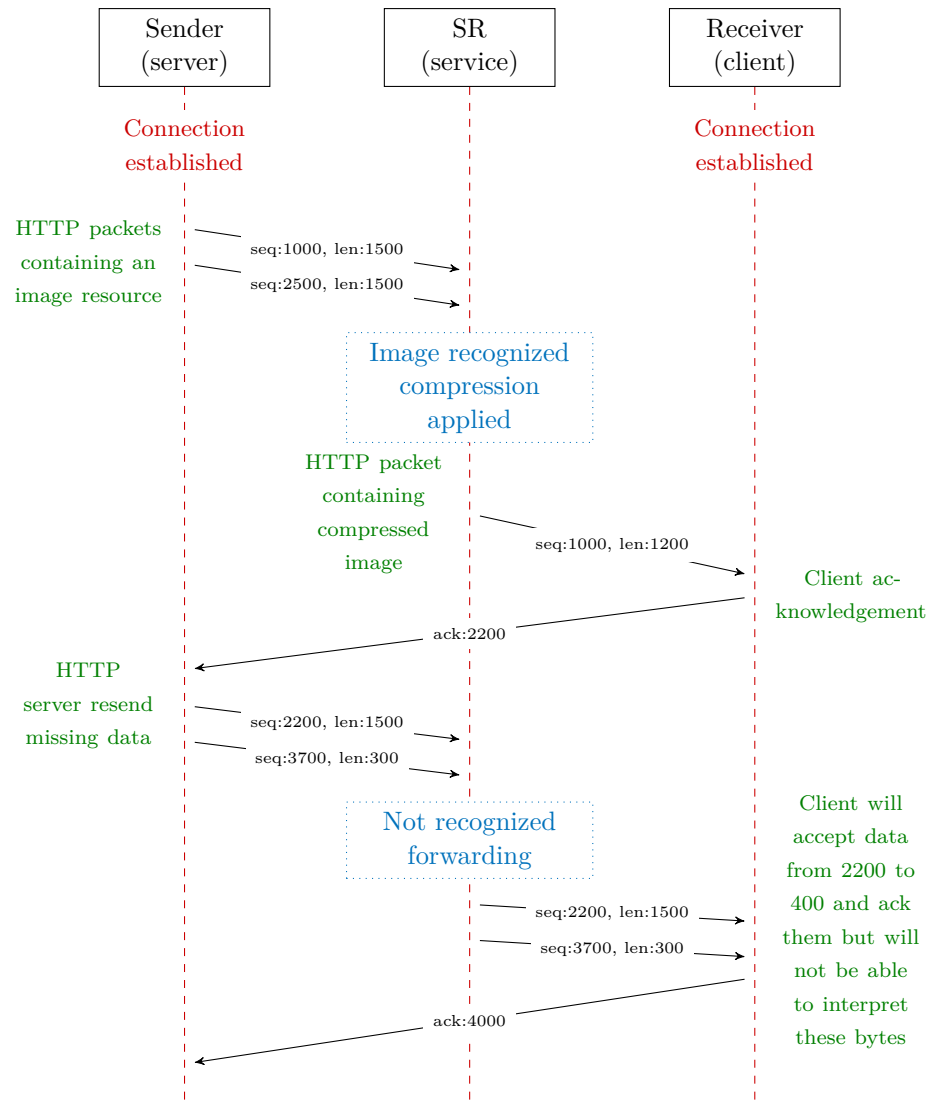 Sender
(server)
SR
(service)
Receiver
(client)
Connection
established
Connection
established
HTTP packets
containing an
image resource
seq:1000, len:1500
seq:2500, len:1500
Image recognized
compression
applied
HTTP packet
containing
compressed
image
seq:1000, len:1200
Client ac-
knowledgement
ack:2200
HTTP
server resend
missing data
seq:2200, len:1500
seq:3700, len:300
Not recognized
forwarding
Client will
accept data
from 2200 to
400 and ack
them but will
not be able
to interpret
these bytes
seq:2200, len:1500
seq:3700, len:300
ack:4000